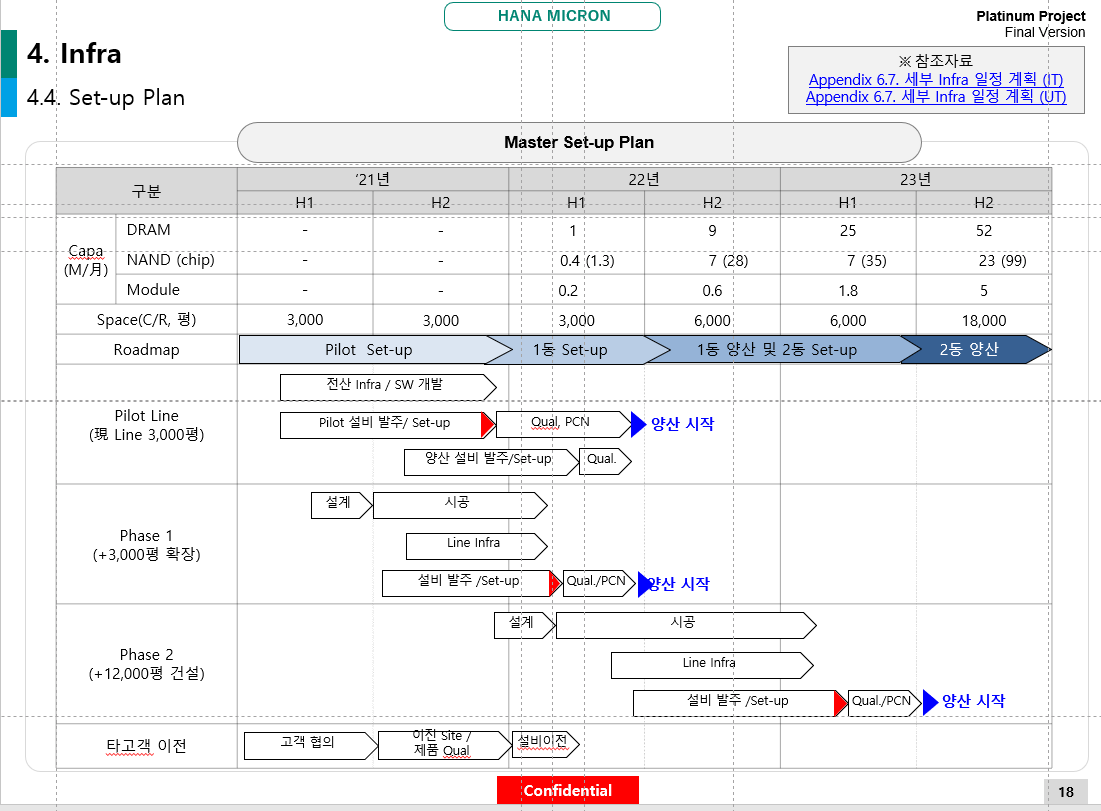 HANA MICRON
Platinum Project
Final Version
4. Infra
4.4. Set-up Plan
※ 참조자료
Appendix 6.7. 세부 Infra 일정 계획 (IT)
Appendix 6.7. 세부 Infra 일정 계획 (UT)
Master Set-up Plan
구분 ‘21년 22년 23년
H1 H2 H1 H2 H1 H2
Capa
(M/月)
DRAM - - 1 9 25 52
NAND (chip) - - 0.4 (1.3) 7 (28) 7 (35) 23 (99)
Module - - 0.2 0.6 1.8 5
Space(C/R, 평) 3,000 3,000 3,000 6,000 6,000 18,000
Roadmap Pilot Set-up 1동 Set-up 1동 양산 및 2동 Set-up 2동 양산
Pilot Line
(現 Line 3,000평)
전산 Infra / SW 개발
Pilot 설비 발주/ Set-up Qual, PCN 양산 시작
양산 설비 발주/Set-up Qual.
Phase 1
(+3,000평 확장)
설계 시공
Line Infra
설비 발주 /Set-up Qual./PCN 양산 시작
Phase 2
(+12,000평 건설)
설계 시공
Line Infra
설비 발주 /Set-up Qual./PCN 양산 시작
타고객 이전 고객 협의
이전 Site /
제품 Qual
설비이전
Confidential
18